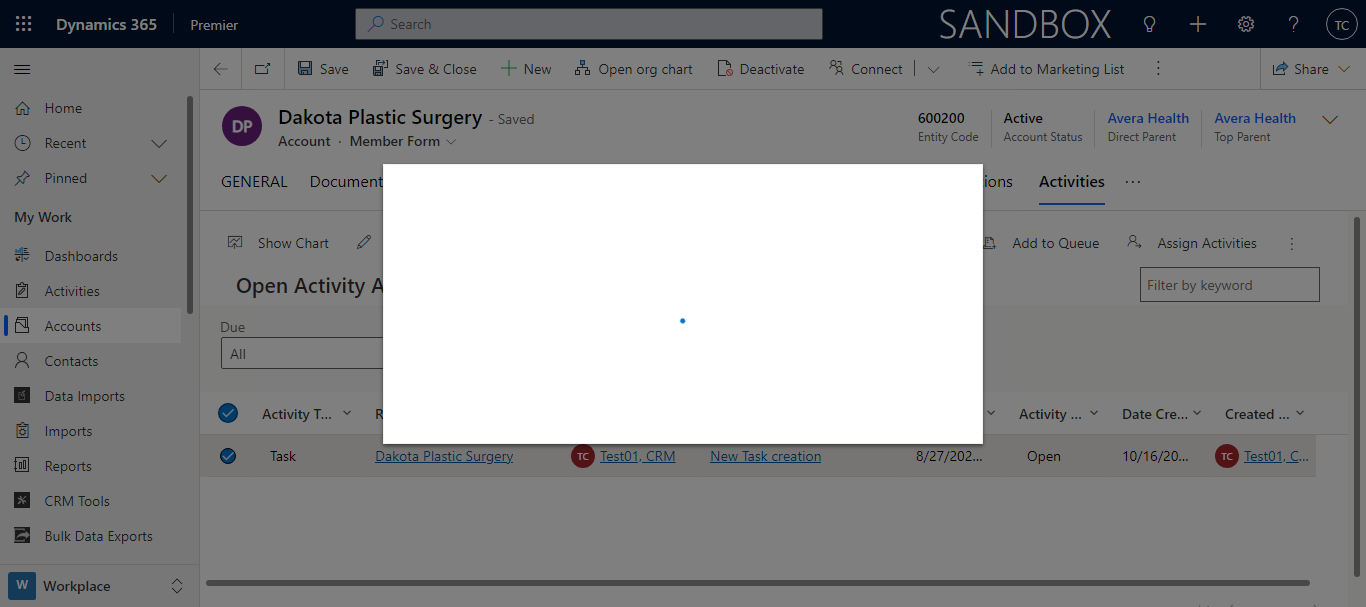 Dynamics 365 Premier Search SANDBOX TC
Save Save & Close New Open org chart Deactivate Connect Add to Marketing List Share
Home
Recent
Pinned
My Work
Dashboards
Activities
Accounts
Contacts
Data Imports
Imports
Reports
CRM Tools
Bulk Data Exports
W Workplace
DP Dakota Plastic Surgery - Saved
Account · Member Form
600200
Entity Code
Active
Account Status
Avera Health
Direct Parent
Avera Health
Top Parent
GENERAL Document ions Activities ...
Show Chart Add to Queue Assign Activities
Open Activity A
Filter by keyword
Due
All
Activity T... R Activity ... Date Cre... Created ...
Task Dakota Plastic Surgery TC Test01, CRM New Task creation 8/27/202... Open 10/16/20... TC Test01, C...